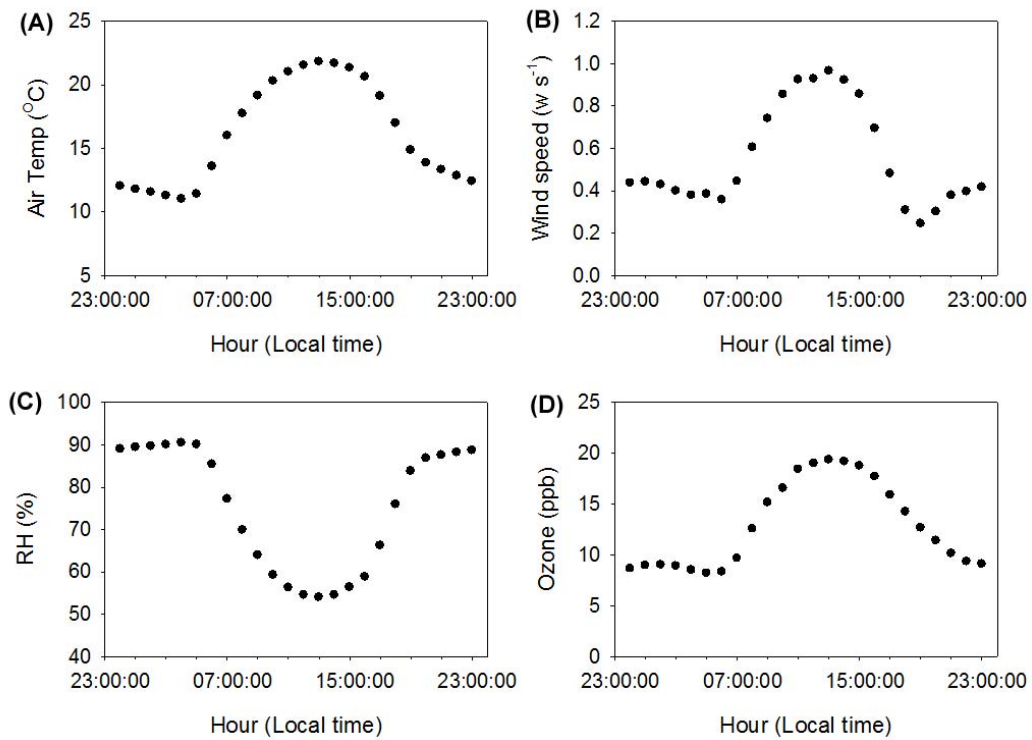 (A)
25
20
15
10
5
Air Temp (°C)
23:00:00 07:00:00 15:00:00 23:00:00
Hour (Local time)
(B)
1.2
1.0
0.8
0.6
0.4
0.2
0.0
Wind speed (w s⁻¹)
23:00:00 07:00:00 15:00:00 23:00:00
Hour (Local time)
(C)
100
90
80
70
60
50
40
RH (%)
23:00:00 07:00:00 15:00:00 23:00:00
Hour (Local time)
(D)
25
20
15
10
5
0
Ozone (ppb)
23:00:00 07:00:00 15:00:00 23:00:00
Hour (Local time)